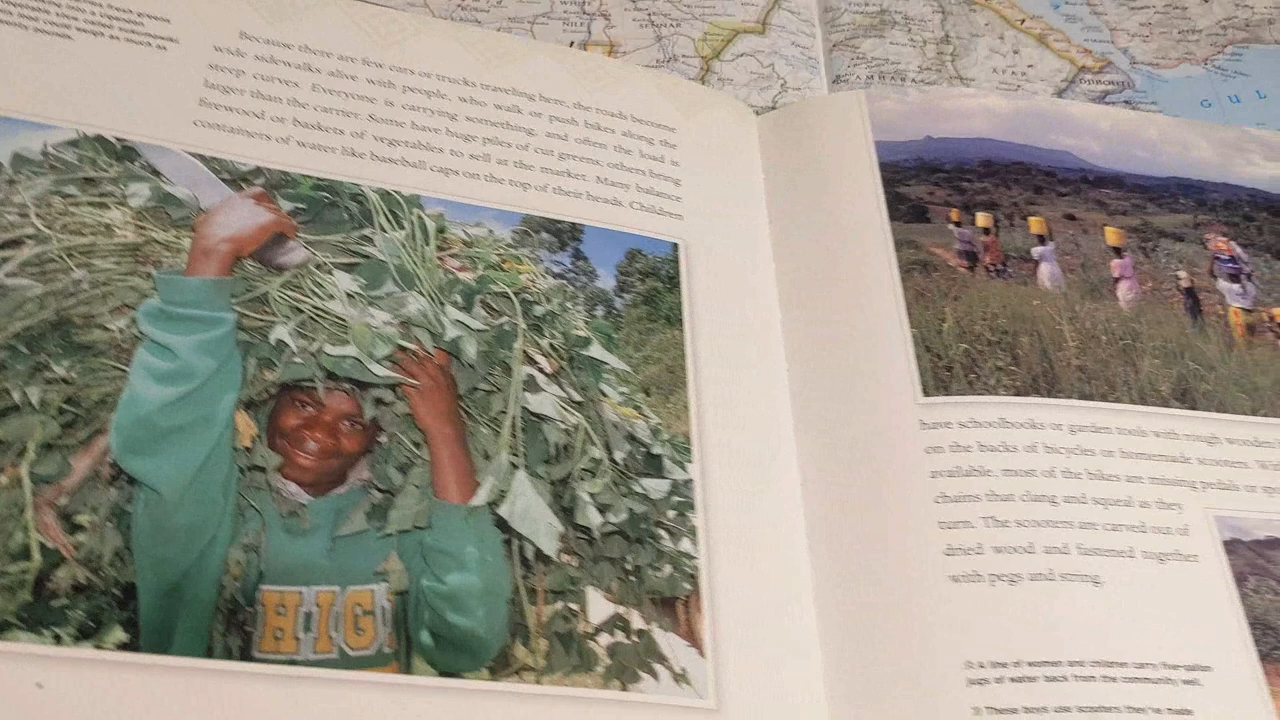 Because there are few cars or trucks traveling here, the roads become
wide sidewalks alive with people, who walk or push bikes along the
steep curves. Everyone is carrying something, and often the load is
larger than the carrier. Some have huge piles of cut greens; others bring
firewood or baskets of vegetables to sell at the market. Many balance
containers of water like baseball caps on the top of their heads. Children
HIG
NILE
SENNAR
AMHARA
AFAR
DJIBOUTI
GUL
have schoolbooks or garden tools with rough wooden
on the backs of bicycles or homemade scooters.
available, most of the bikes are missing pedals or
chains that clang and squeal as they
turn. The scooters are carved out of
dried wood and fastened together
with pegs and string.
A line of women and children carry five-gallon
jugs of water back from the community well.
These boys use scooters they've made